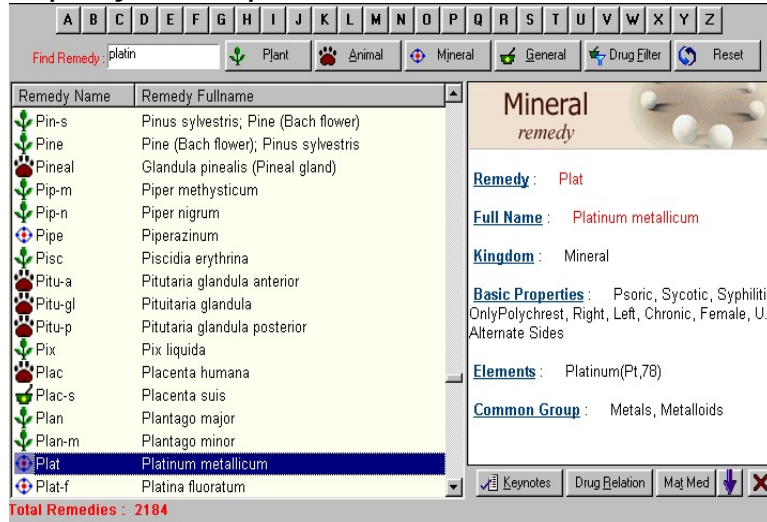 A B C D E F G H I J K L M N O P Q R S T U V W X Y Z
Find Remedy : platin Plant Animal Mineral General Drug Filter Reset
Remedy Name Remedy Fullname
Pin-s Pinus sylvestris; Pine (Bach flower)
Pine Pine (Bach flower); Pinus sylvestris
Pineal Glandula pinealis (Pineal gland)
Pip-m Piper methysticum
Pip-n Piper nigrum
Pipe Piperazinum
Pisc Piscidia erythrina
Pitu-a Pitutaria glandula anterior
Pitu-gl Pituitaria glandula
Pitu-p Pitutaria glandula posterior
Pix Pix liquida
Plac Placenta humana
Plac-s Placenta suis
Plan Plantago major
Plan-m Plantago minor
Plat Platinum metallicum
Plat-f Platina fluoratum
Total Remedies : 2184
Mineral
remedy
Remedy : Plat
Full Name : Platinum metallicum
Kingdom : Mineral
Basic Properties : Psoric, Sycotic, Syphiliti
OnlyPolychrest, Right, Left, Chronic, Female, U.
Alternate Sides
Elements : Platinum(Pt,78)
Common Group : Metals, Metalloids
Keynotes Drug Relation Mat Med